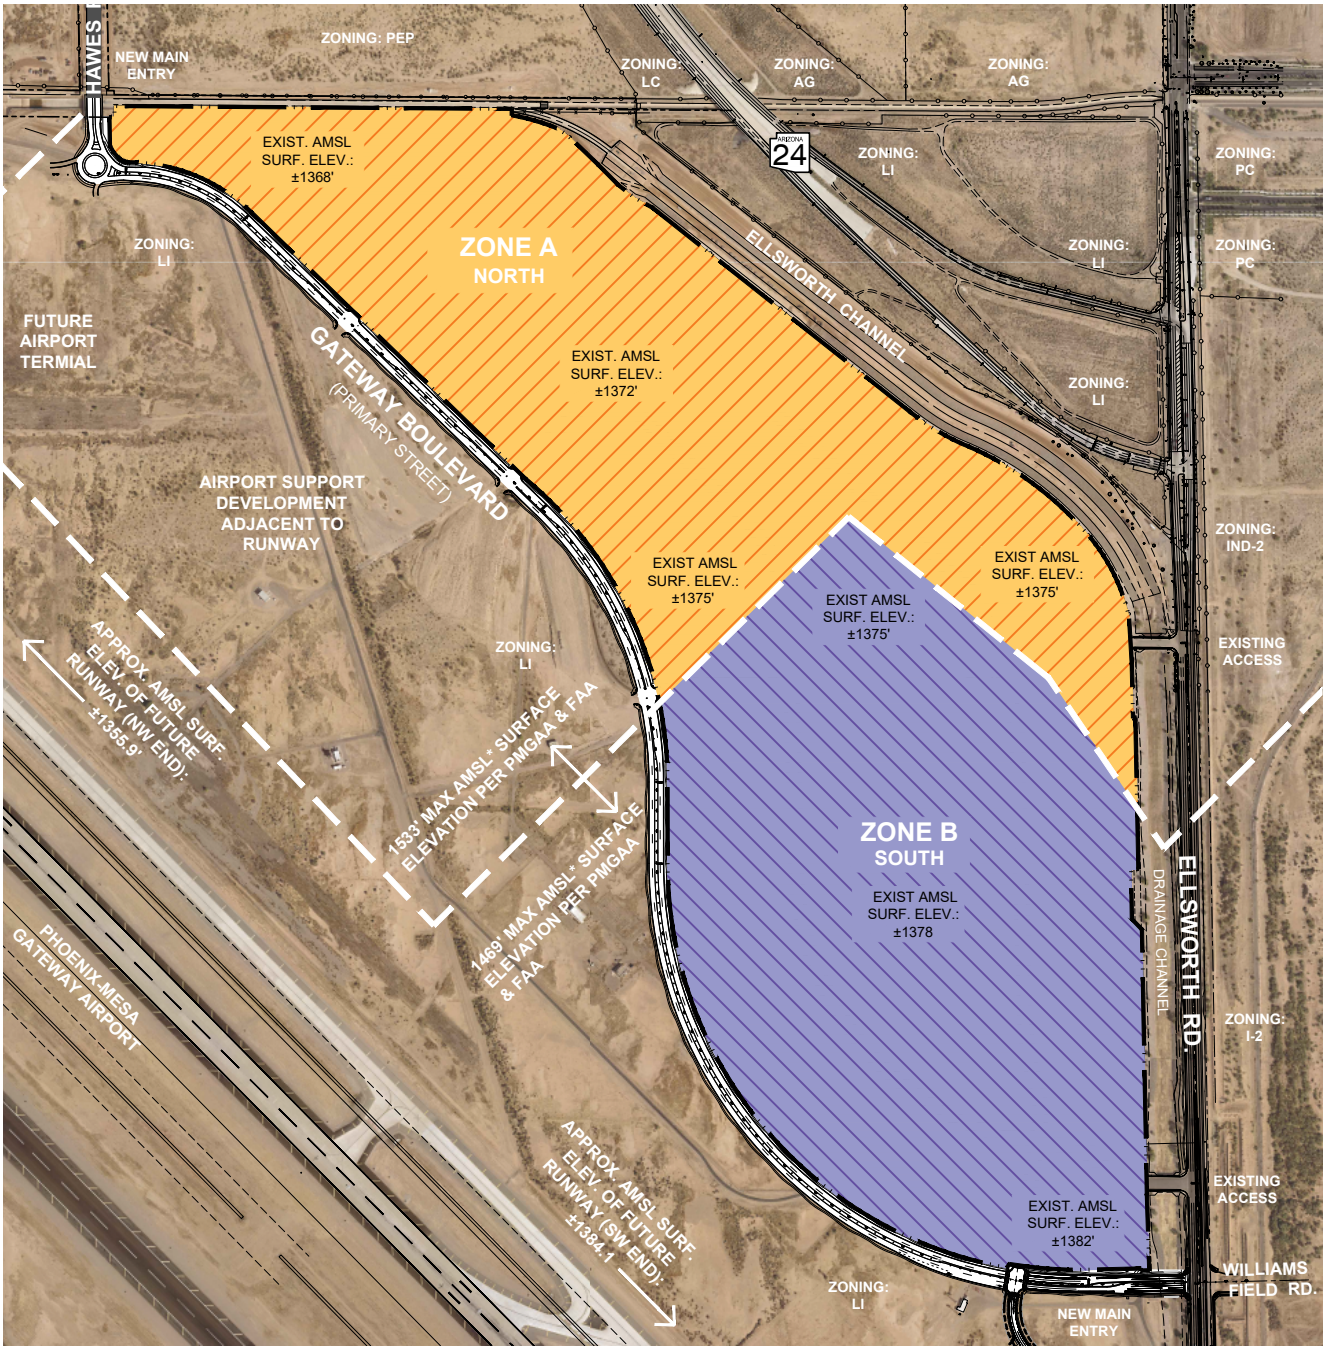 HAWES
NEW MAIN
ENTRY
ZONING: PEP
ZONING:
LC
ZONING:
AG
ZONING:
AG
ARIZONA
24
ZONING:
LI
ZONING:
PC
EXIST. AMSL
SURF. ELEV.:
±1368'
ZONING:
LI
ZONE A
NORTH
ELLSWORTH CHANNEL
ZONING:
LI
ZONING:
PC
FUTURE
AIRPORT
TERMIAL
GATEWAY BOULEVARD
(PRIMARY STREET)
EXIST. AMSL
SURF. ELEV.:
±1372'
ZONING:
LI
AIRPORT SUPPORT
DEVELOPMENT
ADJACENT TO
RUNWAY
ZONING:
IND-2
EXIST AMSL
SURF. ELEV.:
±1375'
EXIST AMSL
SURF. ELEV.:
±1375'
EXIST AMSL
SURF. ELEV.:
±1375'
APPROX. AMSL SURF.
ELEV. OF FUTURE
RUNWAY (NW END):
±1355.9'
ZONING:
LI
EXISTING
ACCESS
1533' MAX AMSL* SURFACE
ELEVATION PER PMGAA & FAA
1469' MAX AMSL* SURFACE
ELEVATION PER PMGAA
& FAA
ZONE B
SOUTH
EXIST AMSL
SURF. ELEV.:
±1378
DRAINAGE CHANNEL
ELLSWORTH RD.
PHOENIX-MESA
GATEWAY AIRPORT
ZONING:
I-2
APPROX. AMSL SURF.
ELEV. OF FUTURE
RUNWAY (SW END):
±1384.1
EXIST. AMSL
SURF. ELEV.:
±1382'
EXISTING
ACCESS
ZONING:
LI
WILLIAMS
FIELD RD.
NEW MAIN
ENTRY